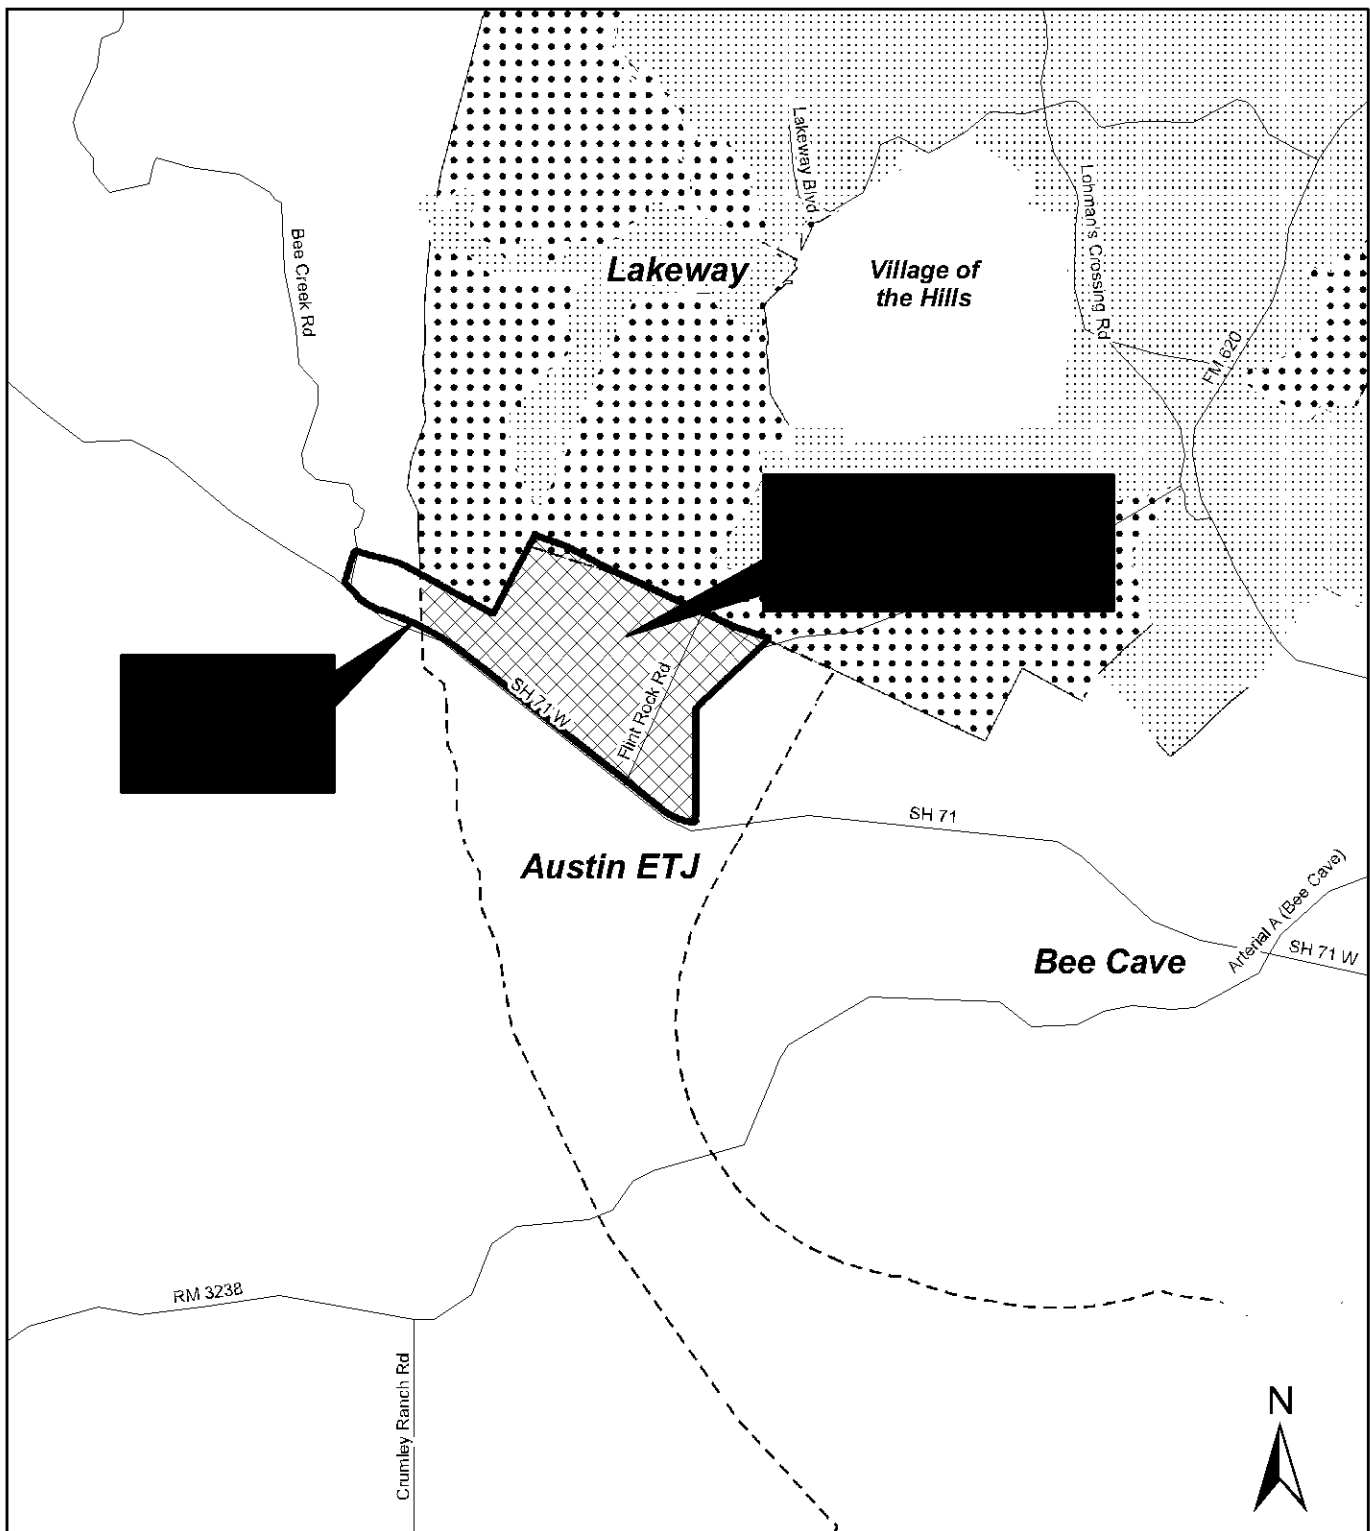 Lakeway Blvd
Lohman's Crossing Rd
Bee Creek Rd
Lakeway
Village of
the Hills
FM 620
SH 71 W
Flint Rock Rd
SH 71
Austin ETJ
Arterial A (Bee Cave)
Bee Cave
SH 71 W
RM 3238
Crumley Ranch Rd
N